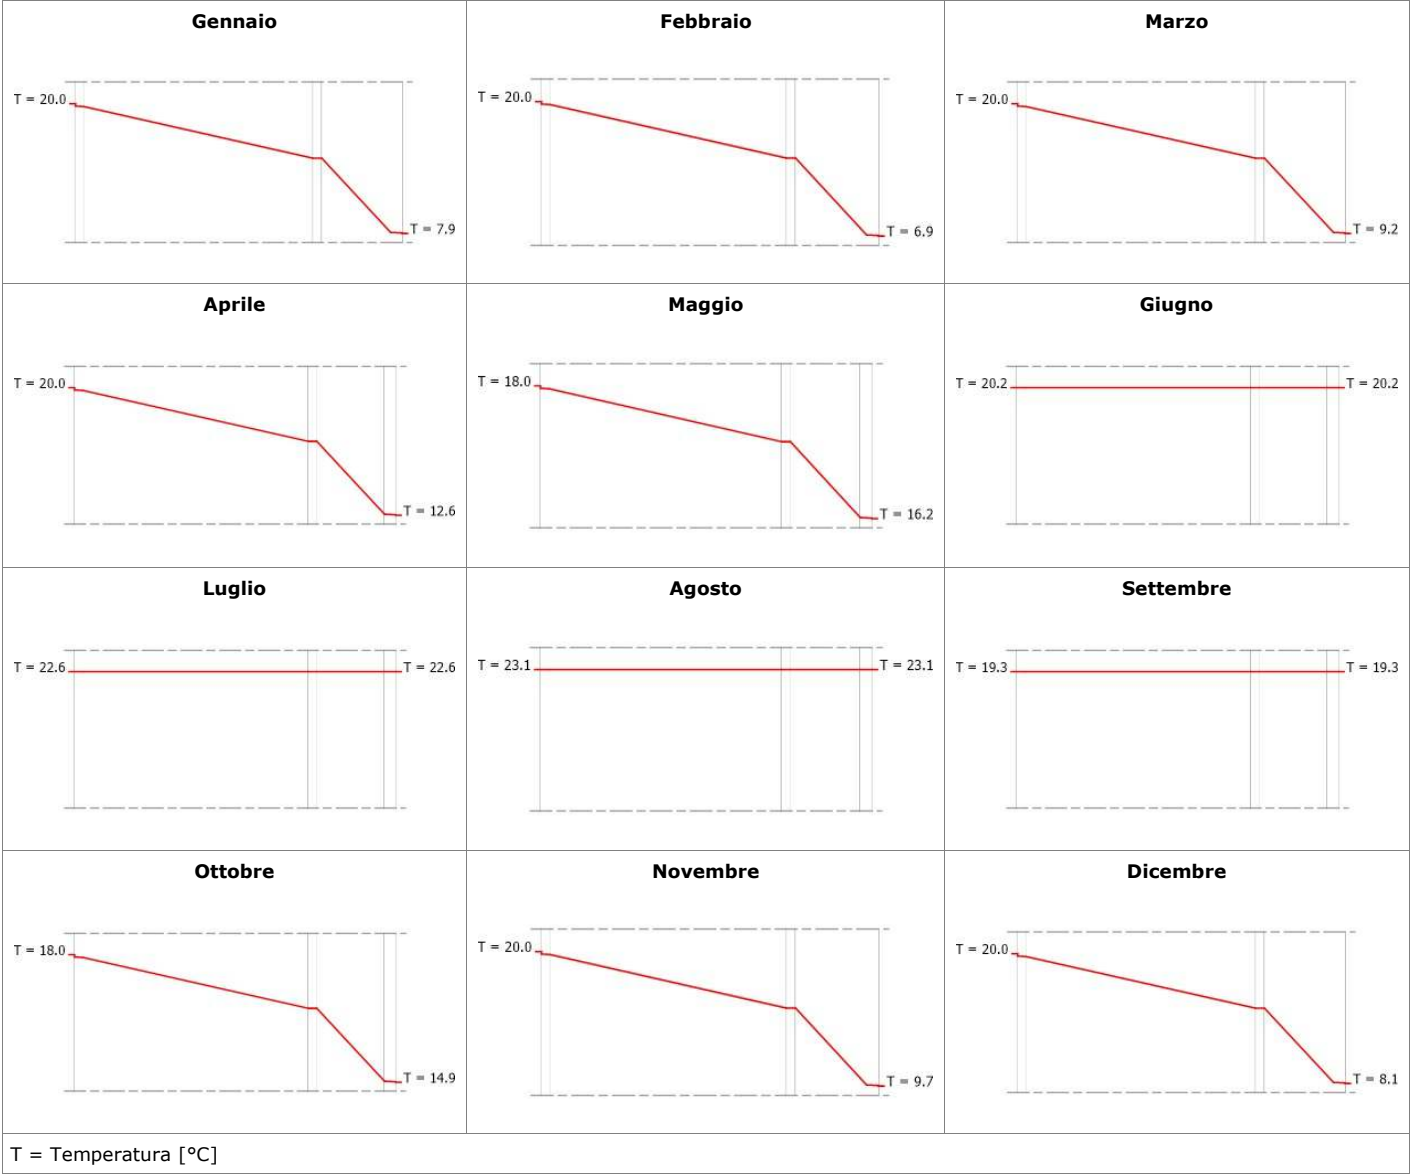 Gennaio
Febbraio
Marzo
T = 20.0
T = 7.9
T = 20.0
T = 6.9
T = 20.0
T = 9.2
Aprile
Maggio
Giugno
T = 20.0
T = 12.6
T = 18.0
T = 16.2
T = 20.2
T = 20.2
Luglio
Agosto
Settembre
T = 22.6
T = 22.6
T = 23.1
T = 23.1
T = 19.3
T = 19.3
Ottobre
Novembre
Dicembre
T = 18.0
T = 14.9
T = 20.0
T = 9.7
T = 20.0
T = 8.1
T = Temperatura [°C]